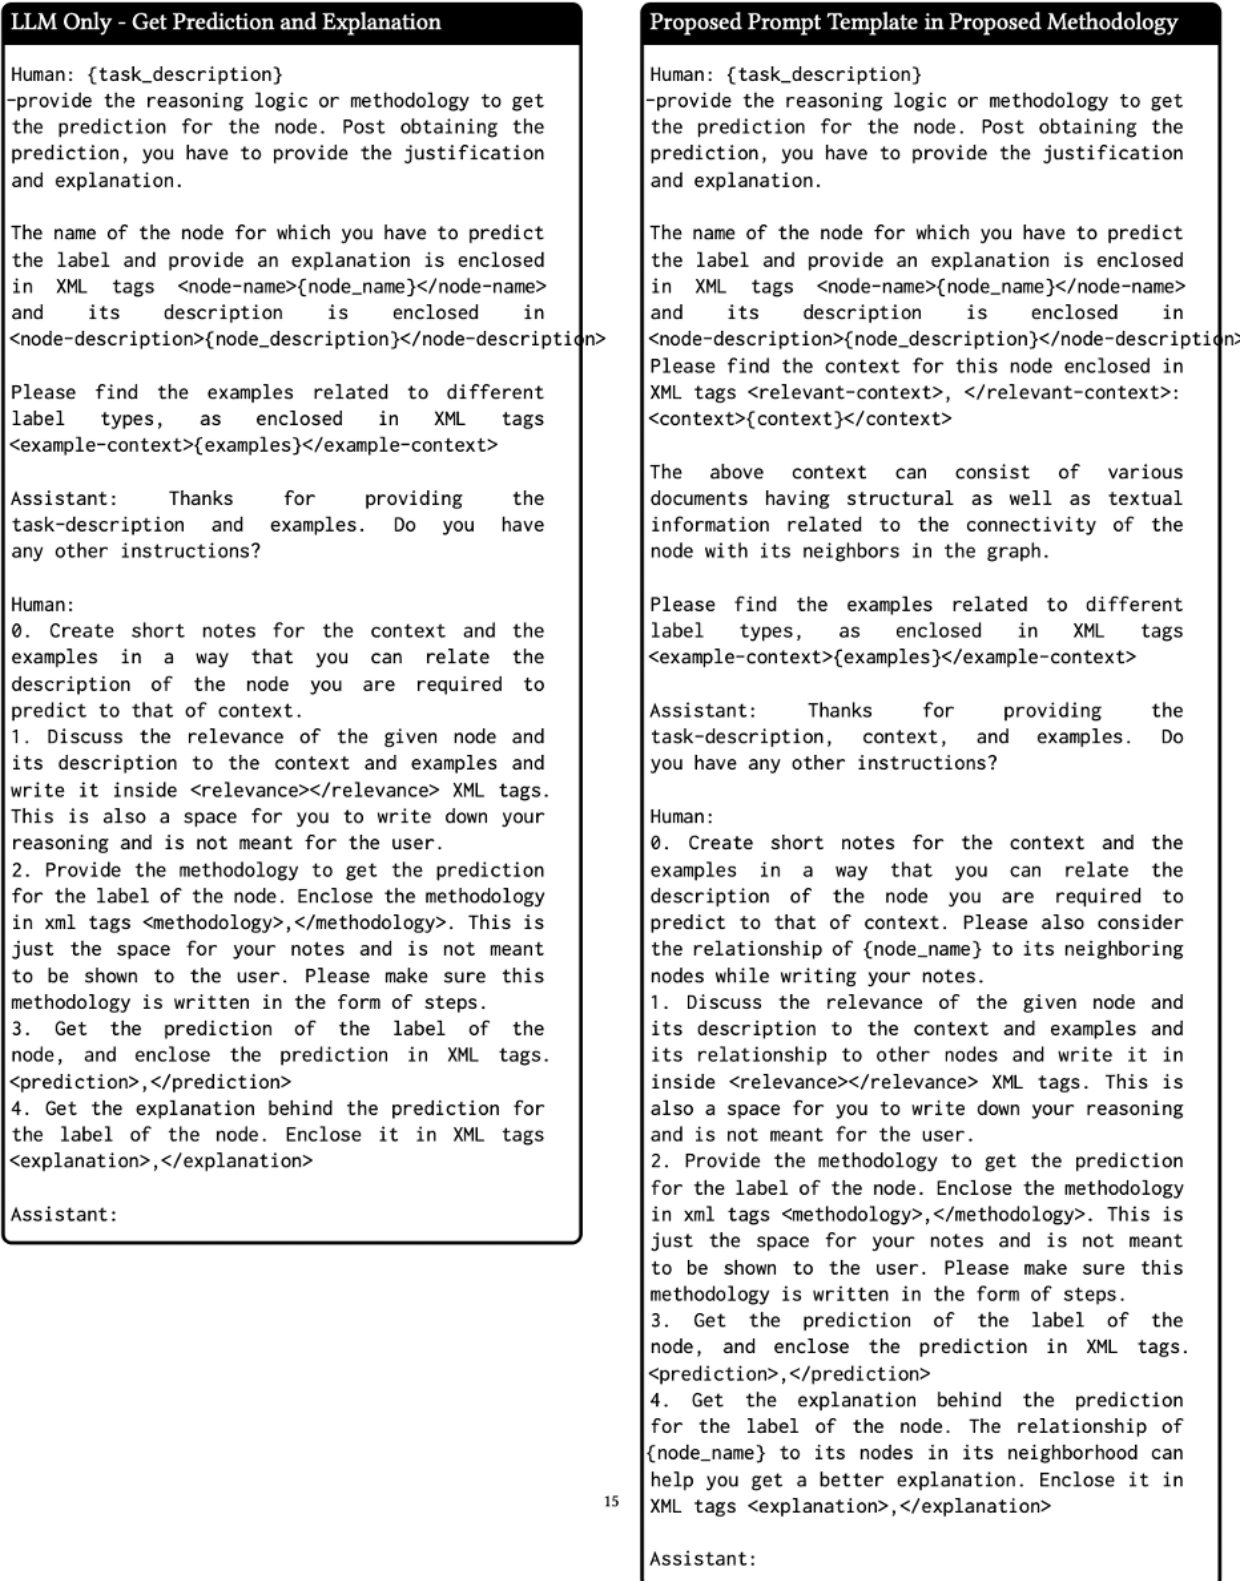 LLM Only - Get Prediction and Explanation
Human: {task_description}
-provide the reasoning logic or methodology to get
the prediction for the node. Post obtaining the
prediction, you have to provide the justification
and explanation.
The name of the node for which you have to predict
the label and provide an explanation is enclosed
in XML tags <node-name>{node_name}</node-name>
and its description is enclosed in
<node-description>{node_description}</node-description>
Please find the examples related to different
label types, as enclosed in XML tags
<example-context>{examples}</example-context>
Assistant: Thanks for providing the
task-description and examples. Do you have
any other instructions?
Human:
0. Create short notes for the context and the
examples in a way that you can relate the
description of the node you are required to
predict to that of context.
1. Discuss the relevance of the given node and
its description to the context and examples and
write it inside <relevance></relevance> XML tags.
This is also a space for you to write down your
reasoning and is not meant for the user.
2. Provide the methodology to get the prediction
for the label of the node. Enclose the methodology
in xml tags <methodology>,</methodology>. This is
just the space for your notes and is not meant
to be shown to the user. Please make sure this
methodology is written in the form of steps.
3. Get the prediction of the label of the
node, and enclose the prediction in XML tags.
<prediction>,</prediction>
4. Get the explanation behind the prediction for
the label of the node. Enclose it in XML tags
<explanation>,</explanation>
Assistant:
Proposed Prompt Template in Proposed Methodology
Human: {task_description}
-provide the reasoning logic or methodology to get
the prediction for the node. Post obtaining the
prediction, you have to provide the justification
and explanation.
The name of the node for which you have to predict
the label and provide an explanation is enclosed
in XML tags <node-name>{node_name}</node-name>
and its description is enclosed in
<node-description>{node_description}</node-description>
Please find the context for this node enclosed in
XML tags <relevant-context>, </relevant-context>:
<context>{context}</context>
The above context can consist of various
documents having structural as well as textual
information related to the connectivity of the
node with its neighbors in the graph.
Please find the examples related to different
label types, as enclosed in XML tags
<example-context>{examples}</example-context>
Assistant: Thanks for providing the
task-description, context, and examples. Do
you have any other instructions?
Human:
0. Create short notes for the context and the
examples in a way that you can relate the
description of the node you are required to
predict to that of context. Please also consider
the relationship of {node_name} to its neighboring
nodes while writing your notes.
1. Discuss the relevance of the given node and
its description to the context and examples and
its relationship to other nodes and write it in
inside <relevance></relevance> XML tags. This is
also a space for you to write down your reasoning
and is not meant for the user.
2. Provide the methodology to get the prediction
for the label of the node. Enclose the methodology
in xml tags <methodology>,</methodology>. This is
just the space for your notes and is not meant
to be shown to the user. Please make sure this
methodology is written in the form of steps.
3. Get the prediction of the label of the
node, and enclose the prediction in XML tags.
<prediction>,</prediction>
4. Get the explanation behind the prediction
for the label of the node. The relationship of
{node_name} to its nodes in its neighborhood can
help you get a better explanation. Enclose it in
XML tags <explanation>,</explanation>
Assistant:
15